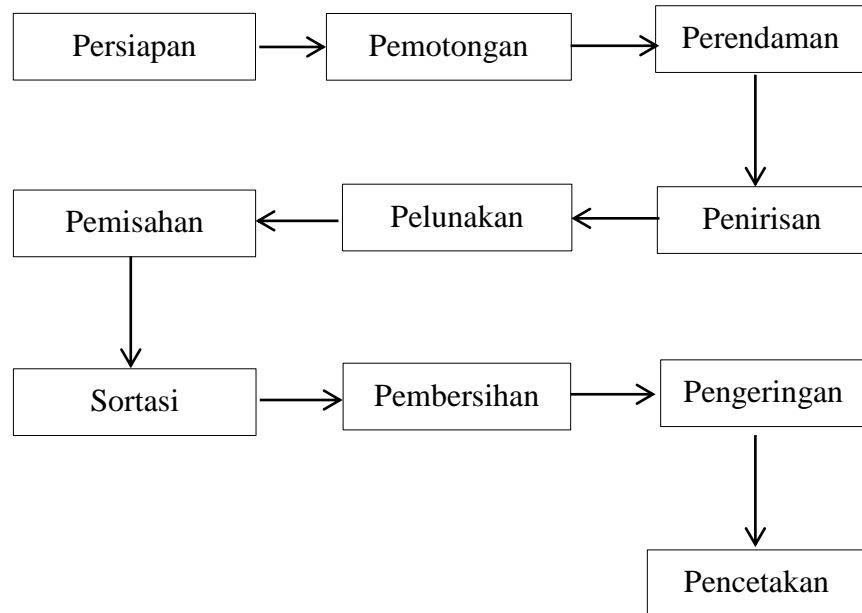 Persiapan
Pemotongan
Perendaman
Penirisan
Pelunakan
Pemisahan
Sortasi
Pembersihan
Pengeringan
Pencetakan